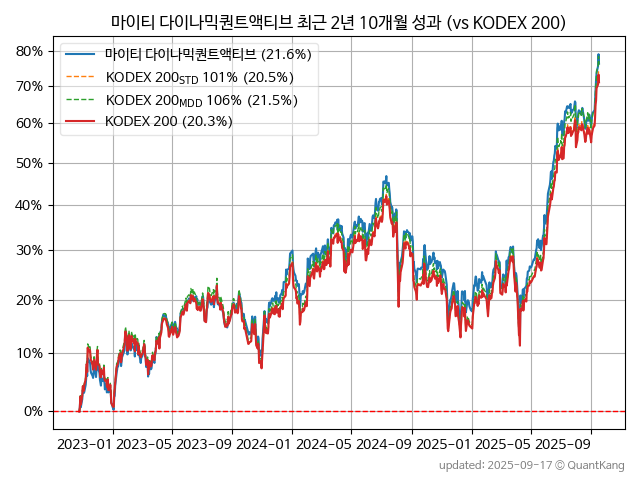 마이티 다이나믹퀀트액티브 최근 2년 10개월 성과 (vs KODEX 200)
80%
70%
60%
50%
40%
30%
20%
10%
0%
마이티 다이나믹퀀트액티브 (21.6%)
KODEX 200STD 101% (20.5%)
KODEX 200MDD 106% (21.5%)
KODEX 200 (20.3%)
2023-01 2023-05 2023-09 2024-01 2024-05 2024-09 2025-01 2025-05 2025-09
updated: 2025-09-17 © QuantKang